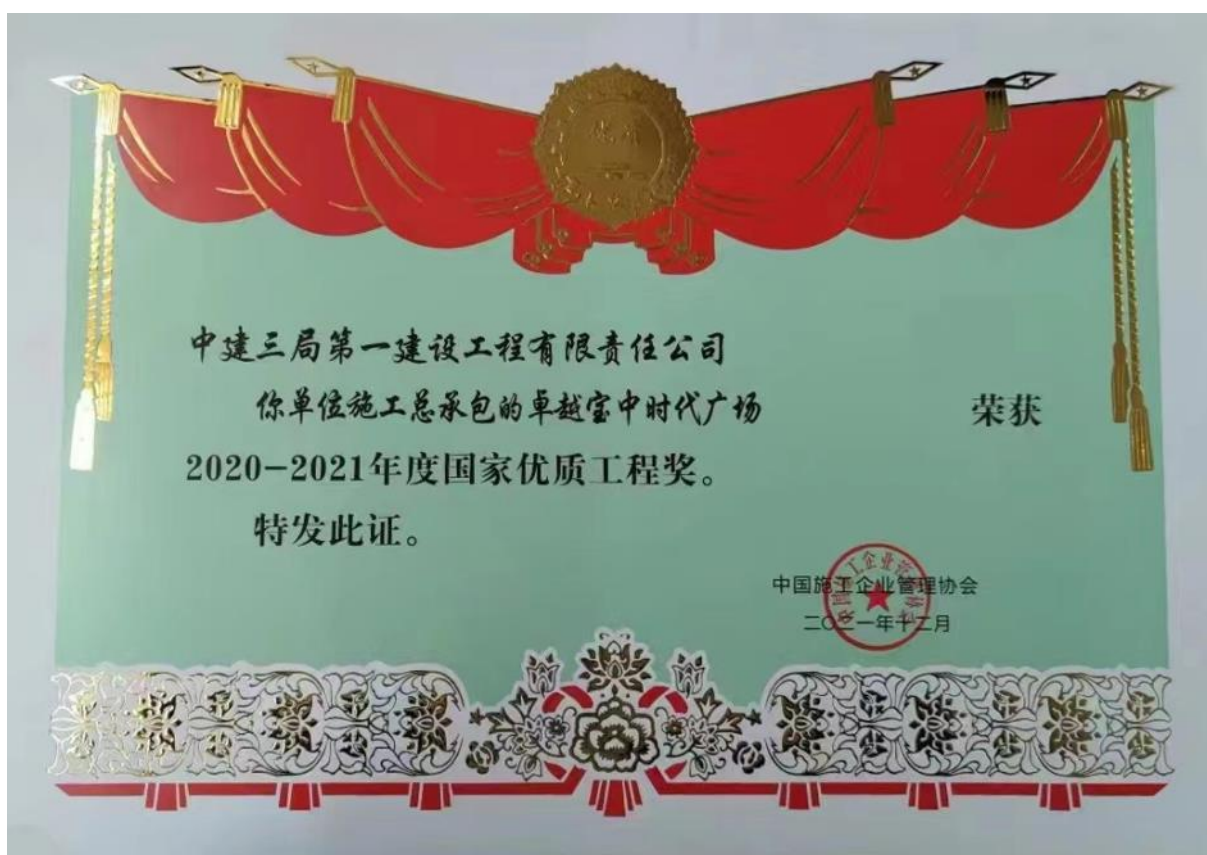 中建三局第一建设工程有限责任公司
你单位施工总承包的卓越宝中时代广场 荣获
2020-2021年度国家优质工程奖。
特发此证。
中国施工企业管理协会
二〇二一年十二月